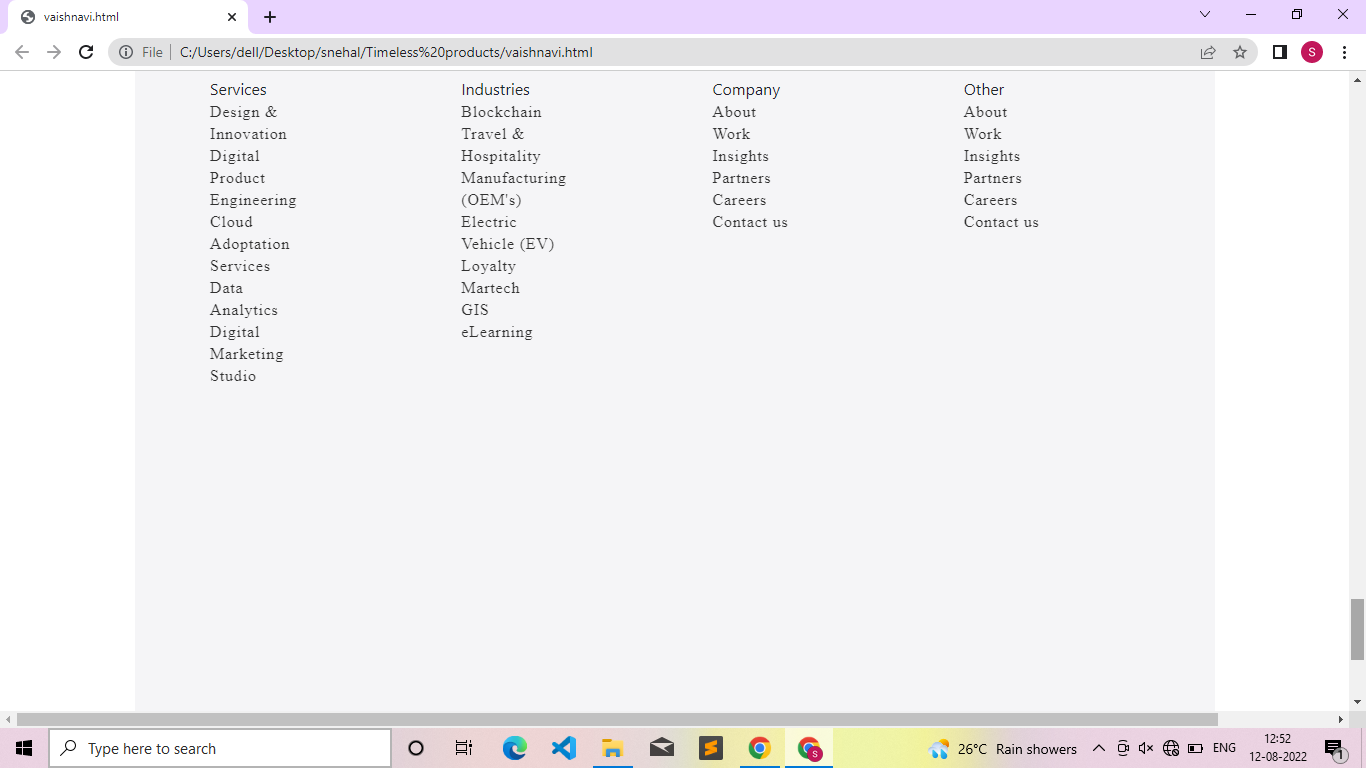 vaishnavi.html
File
C:/Users/dell/Desktop/snehal/Timeless%20products/vaishnavi.html
S
Services
Design &
Innovation
Digital
Product
Engineering
Cloud
Adoptation
Services
Data
Analytics
Digital
Marketing
Studio
Industries
Blockchain
Travel &
Hospitality
Manufacturing
(OEM's)
Electric
Vehicle (EV)
Loyalty
Martech
GIS
eLearning
Company
About
Work
Insights
Partners
Careers
Contact us
Other
About
Work
Insights
Partners
Careers
Contact us
Type here to search
S
26°C Rain showers
ENG
12:52
12-08-2022
1